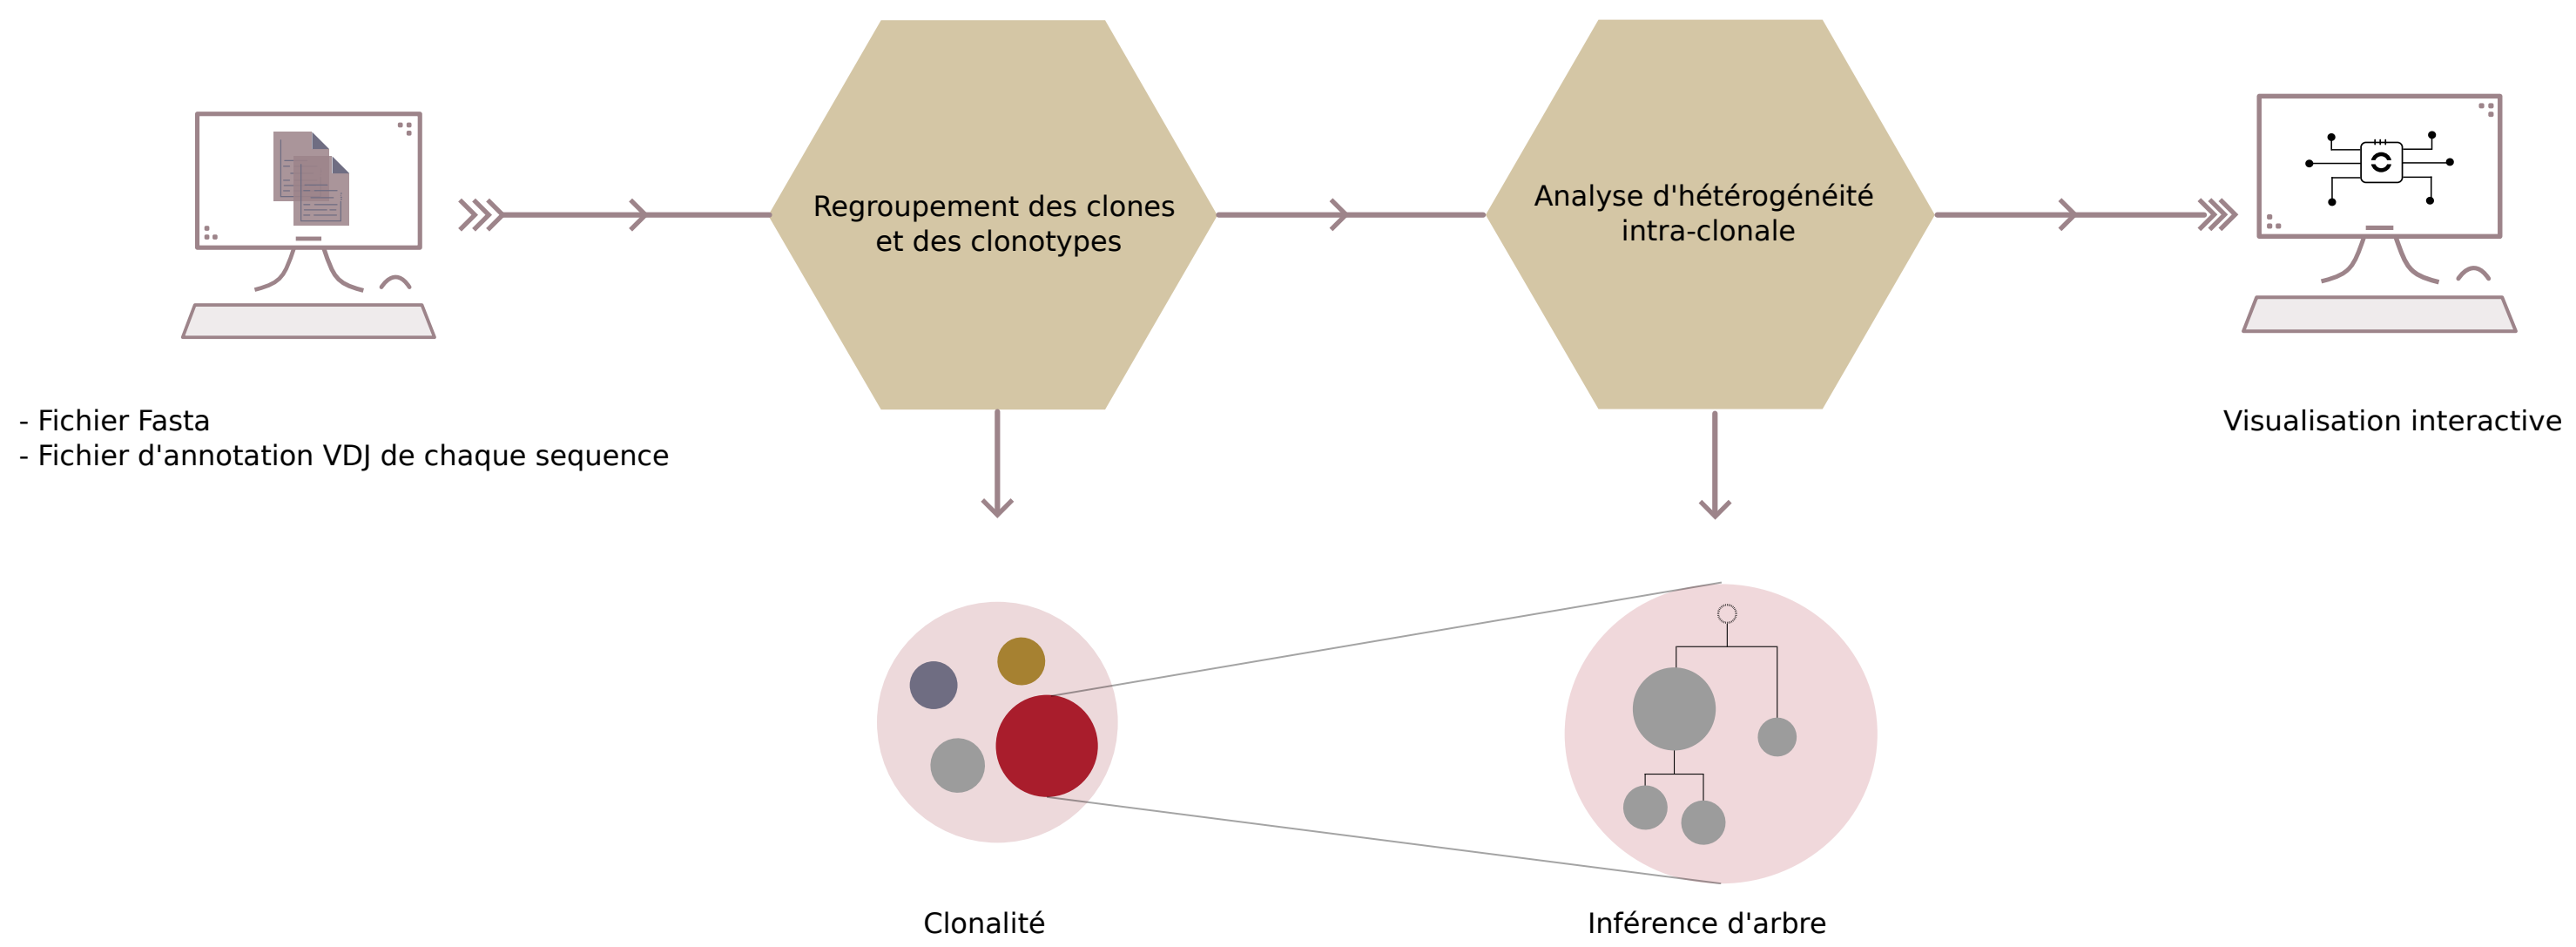 Regroupement des clones
et des clonotypes
Analyse d'hétérogénéité
intra-clonale
- Fichier Fasta
- Fichier d'annotation VDJ de chaque sequence
Visualisation interactive
Clonalité
Inférence d'arbre